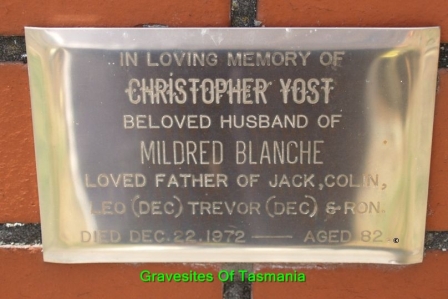 IN LOVING MEMORY OF
CHRISTOPHER YOST
BELOVED HUSBAND OF
MILDRED BLANCHE
LOVED FATHER OF JACK, COLIN,
LEO (DEC) TREVOR (DEC) & RON.
DIED DEC. 22. 1972 — AGED 82
©
Gravesites Of Tasmania